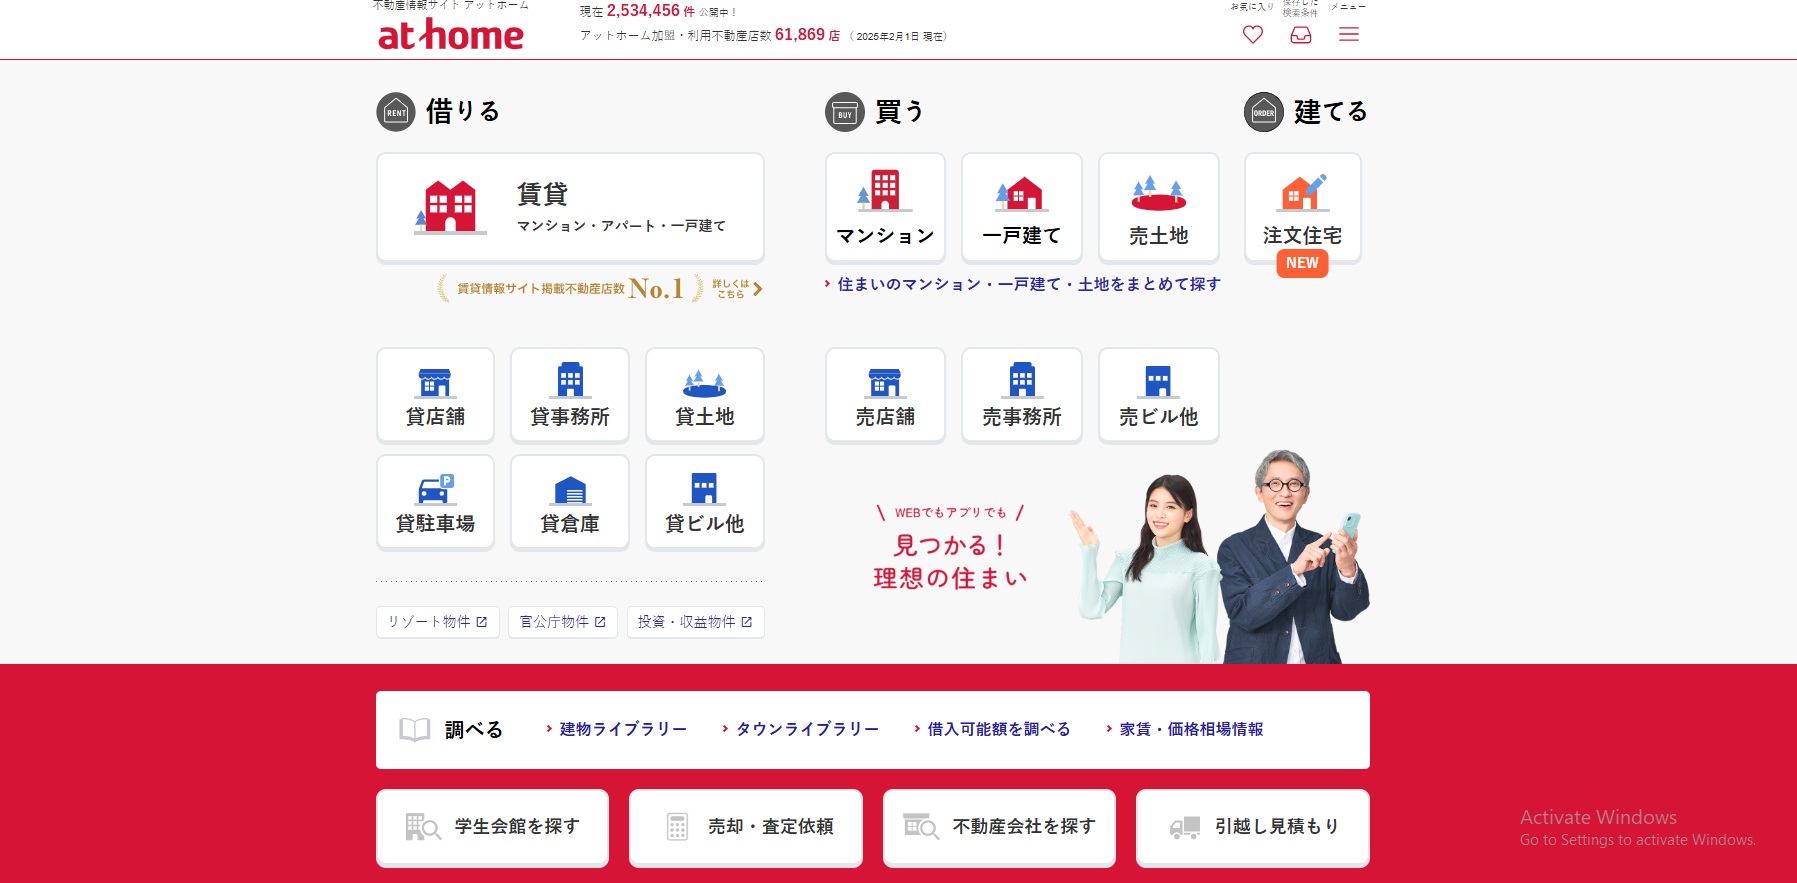 不動産情報サイト アットホーム
at home
現在 2,534,456 件 公開中！
アットホーム加盟・利用不動産店数 61,869 店 （ 2025年2月1日 現在）
お気に入り
保存した
検索条件
メニュー
RENT 借りる
BUY 買う
ORDER 建てる
賃貸
マンション・アパート・一戸建て
マンション
一戸建て
売土地
注文住宅
NEW
賃貸情報サイト掲載不動産店数 No.1
詳しくは
こちら
住まいのマンション・一戸建て・土地をまとめて探す
貸店舗
貸事務所
貸土地
売店舗
売事務所
売ビル他
P
貸駐車場
貸倉庫
貸ビル他
WEBでもアプリでも
見つかる！
理想の住まい
リゾート物件
官公庁物件
投資・収益物件
調べる
建物ライブラリー
タウンライブラリー
借入可能額を調べる
家賃・価格相場情報
学生会館を探す
売却・査定依頼
不動産会社を探す
引越し見積もり
Activate Windows
Go to Settings to activate Windows.